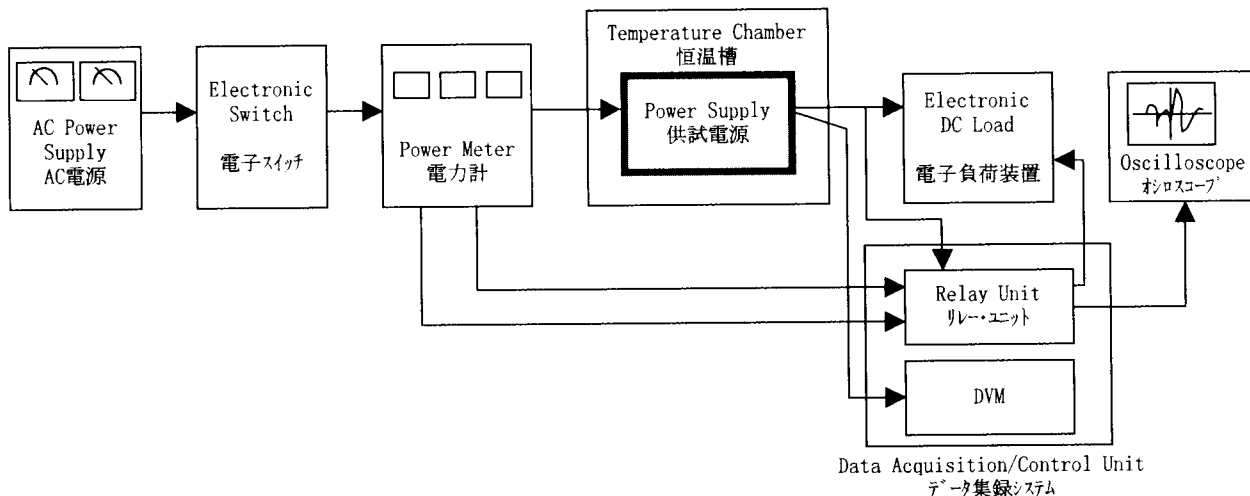 AC Power
Supply
AC電源
Electronic
Switch
電子スイッチ
Power Meter
電力計
Temperature Chamber
恒温槽
Power Supply
供試電源
Electronic
DC Load
電子負荷装置
Oscilloscope
オシロスコープ
Relay Unit
リレー・ユニット
DVM
Data Acquisition/Control Unit
データ集録システム